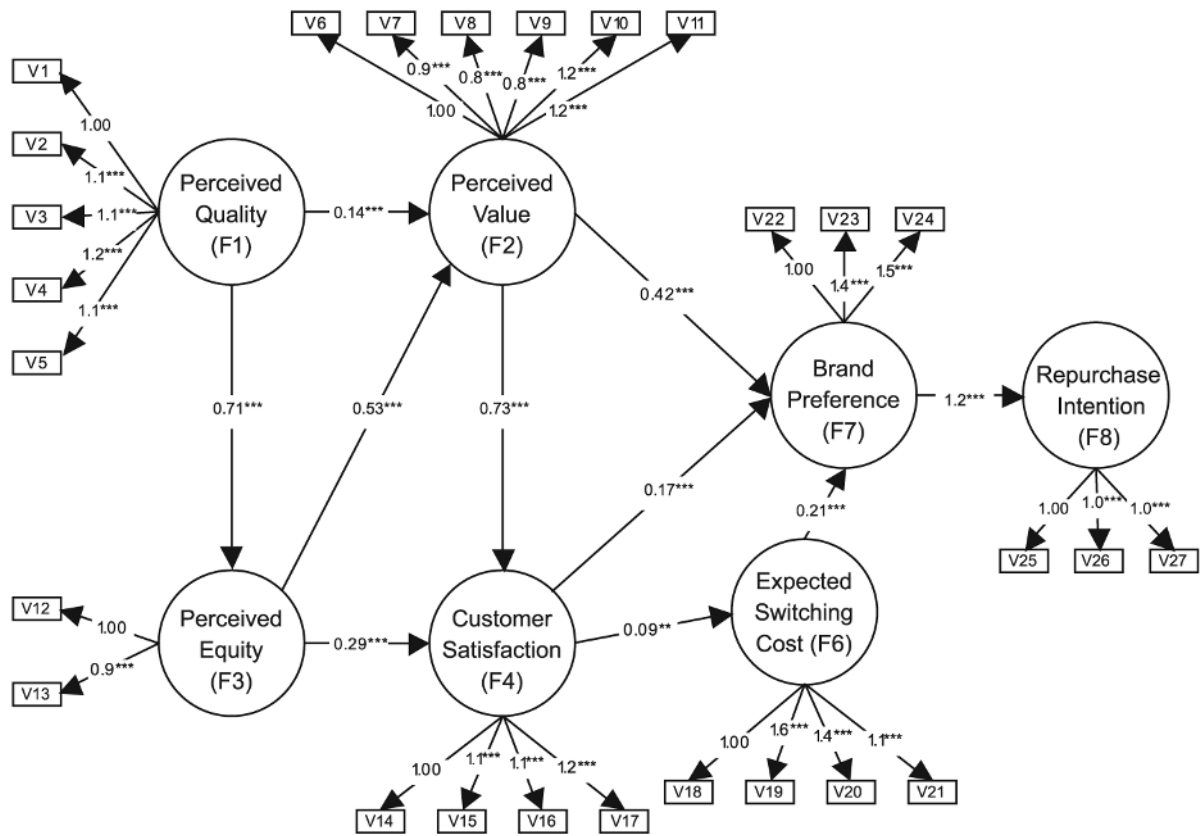 V6 V7 V8 V9 V10 V11
V1
0.9***
0.8***
0.8***
1.2***
1.00
1.00
1.2***
V2
1.1***
V3
1.1***
1.2***
V4
1.1***
V5
Perceived
Quality
(F1)
0.14***
Perceived
Value
(F2)
V22 V23 V24
1.00
1.4***
1.5***
0.42***
0.71***
0.53***
0.73***
Brand
Preference
(F7)
1.2***
Repurchase
Intention
(F8)
0.17***
0.21***
1.00
1.0***
1.0***
V25 V26 V27
V12
1.00
0.9***
V13
Perceived
Equity
(F3)
0.29***
Customer
Satisfaction
(F4)
0.09**
Expected
Switching
Cost (F6)
1.00
1.1***
1.1***
1.2***
V14 V15 V16 V17
1.00
1.6***
1.4***
1.1***
V18 V19 V20 V21